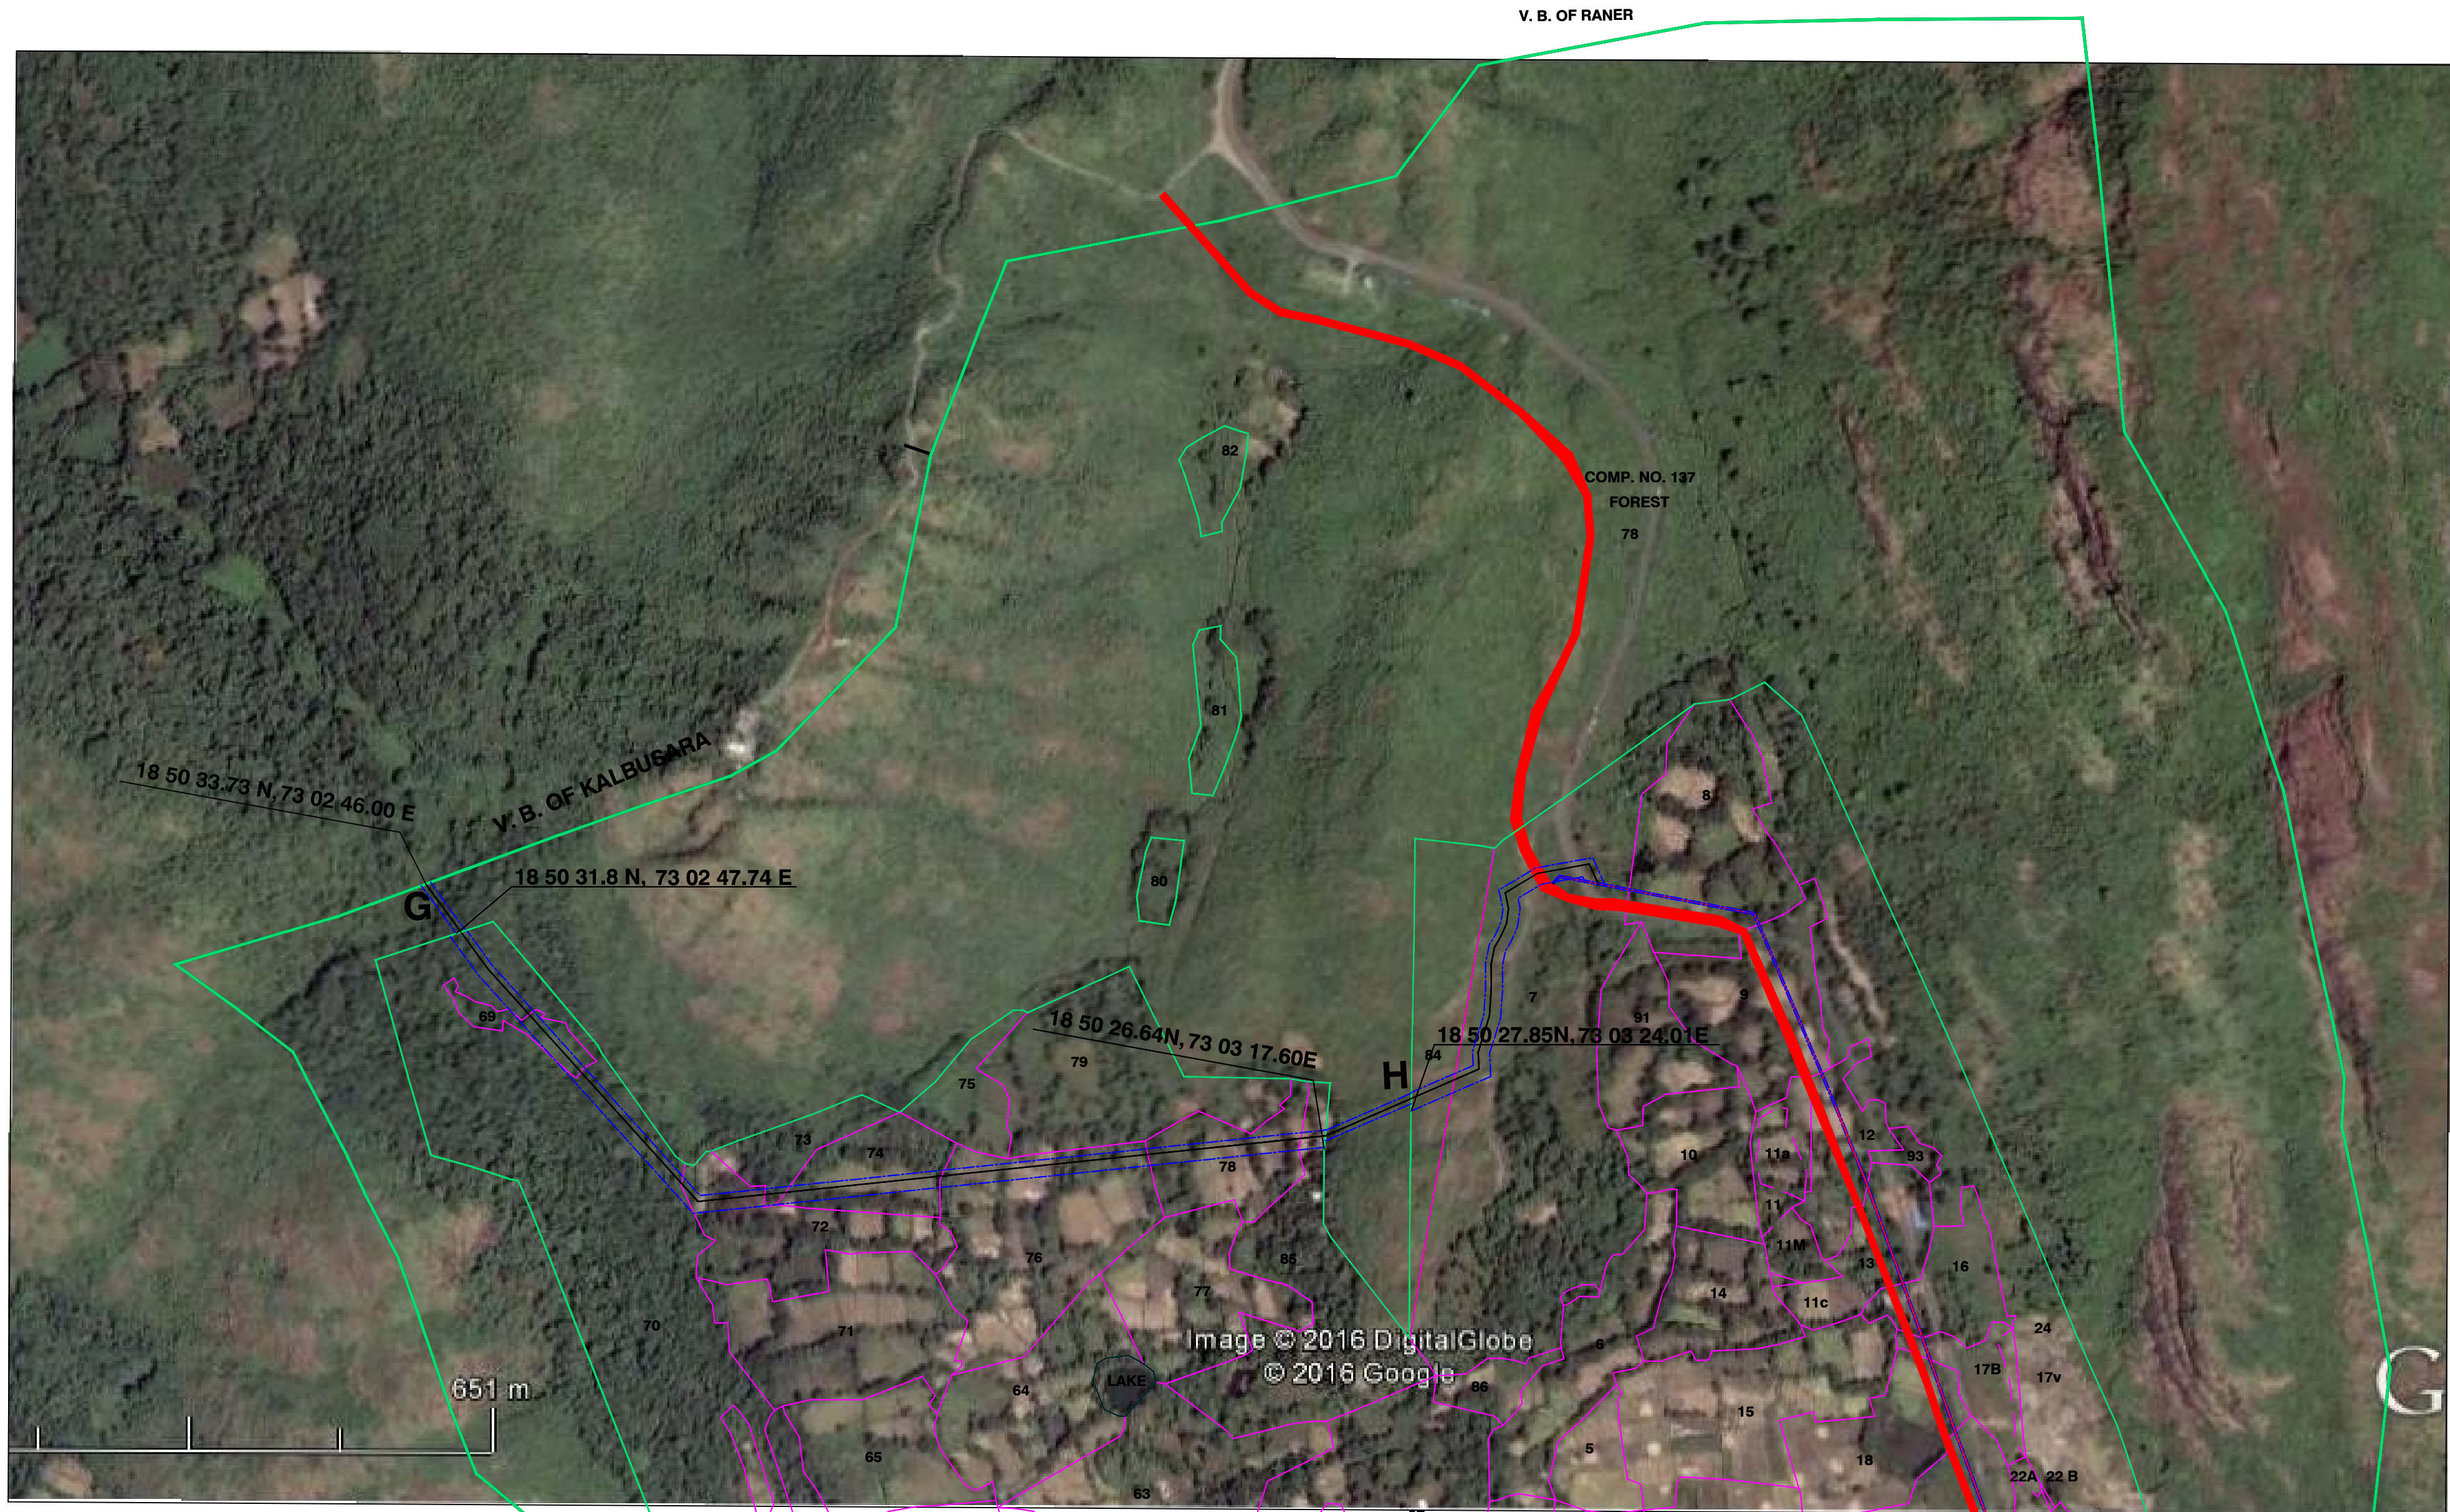 V. B. OF RANER
82
COMP. NO. 137
FOREST
78
81
V. B. OF KALBUSARA
18 50 33.73 N, 73 02 46.00 E
8
18 50 31.8 N, 73 02 47.74 E
80
G
7
9
69
91
18 50 26.64N, 73 03 17.60E
18 50 27.85N, 73 03 24.01E
84
79
H
75
73
74
78
12
93
10
11a
11
72
76
85
11M
13
16
77
14
11c
70
71
Image © 2016 DigitalGlobe
© 2016 Google
6
24
651 m
64
LAKE
86
17B
17v
G
15
65
5
18
63
22A
22 B